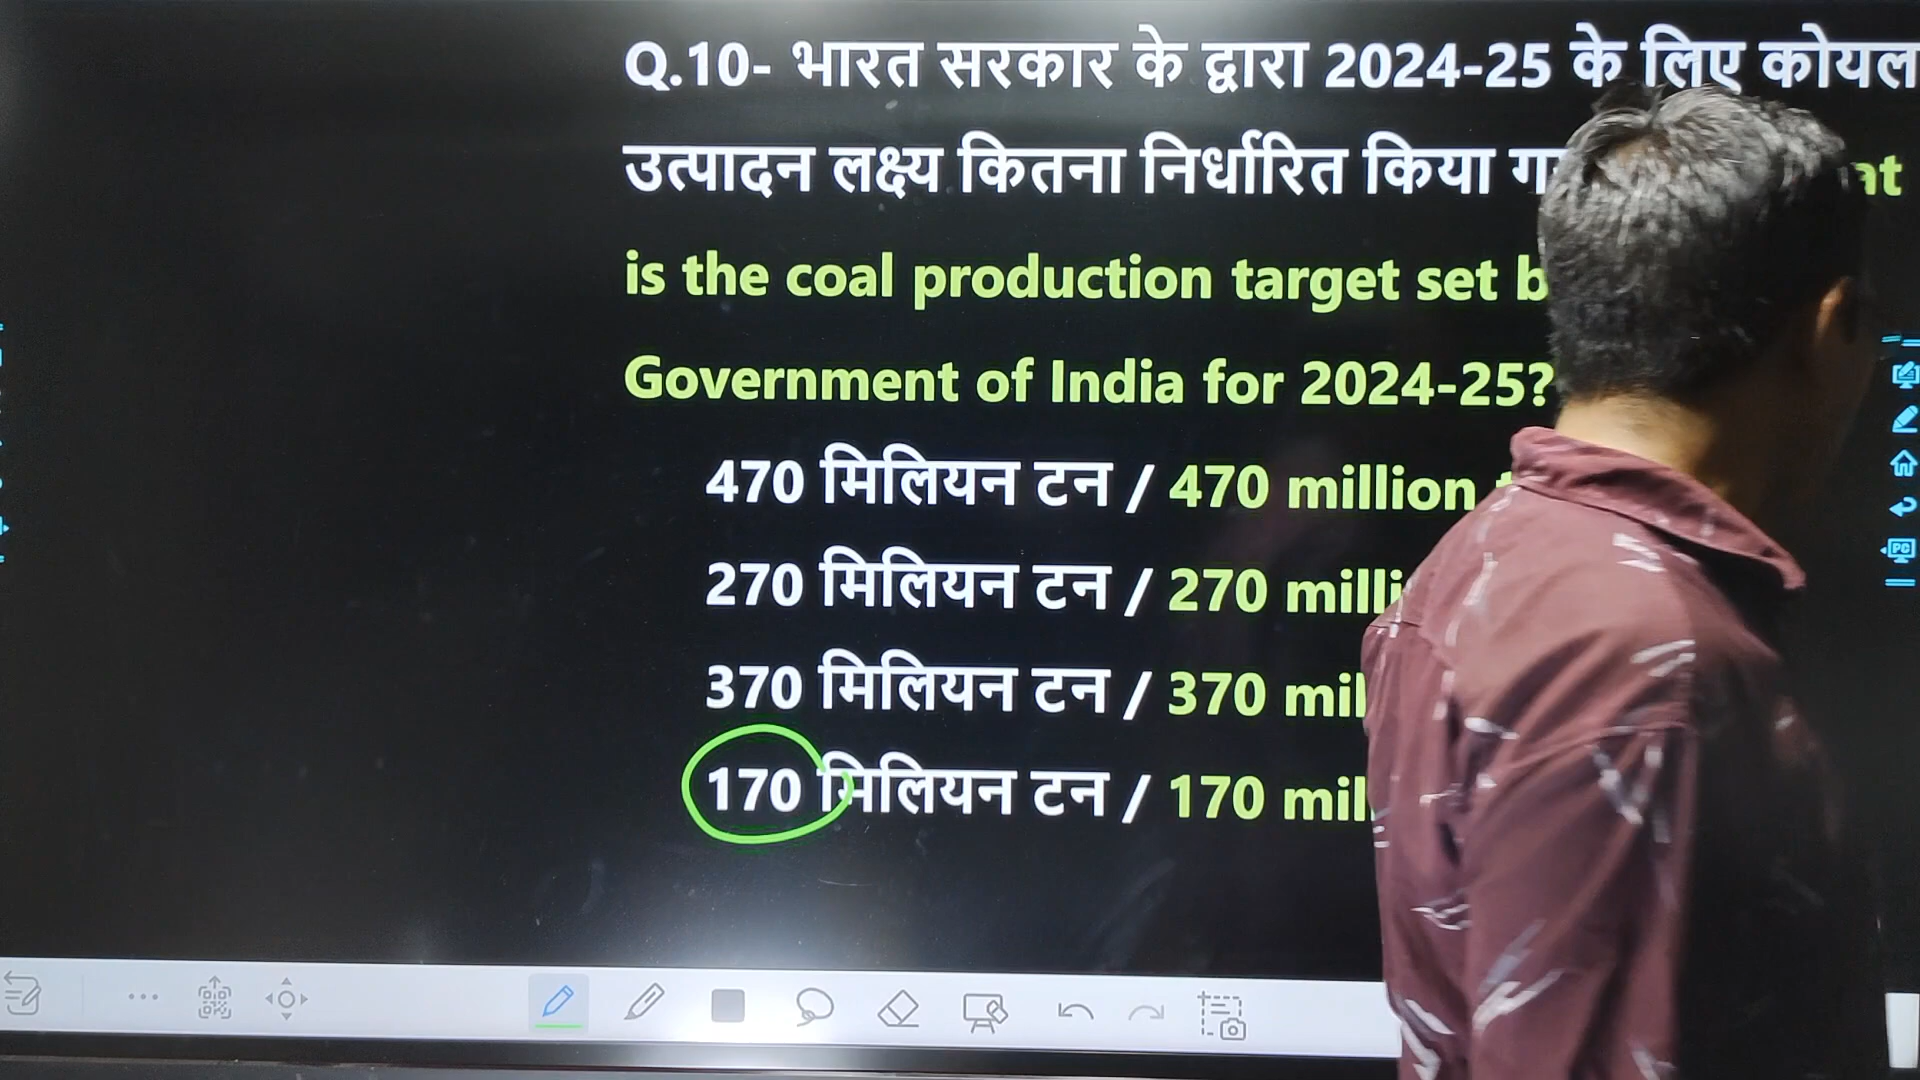 Q.10- भारत सरकार के द्वारा 2024-25 के लिए
उत्पादन लक्ष्य कितना निर्धारित किया
is the coal production target set
Government of India for 2024-25?
470 मिलियन टन / 470 million
270 मिलियन टन / 270
370 मिलियन टन / 370
170 मिलियन टन / 170
PC